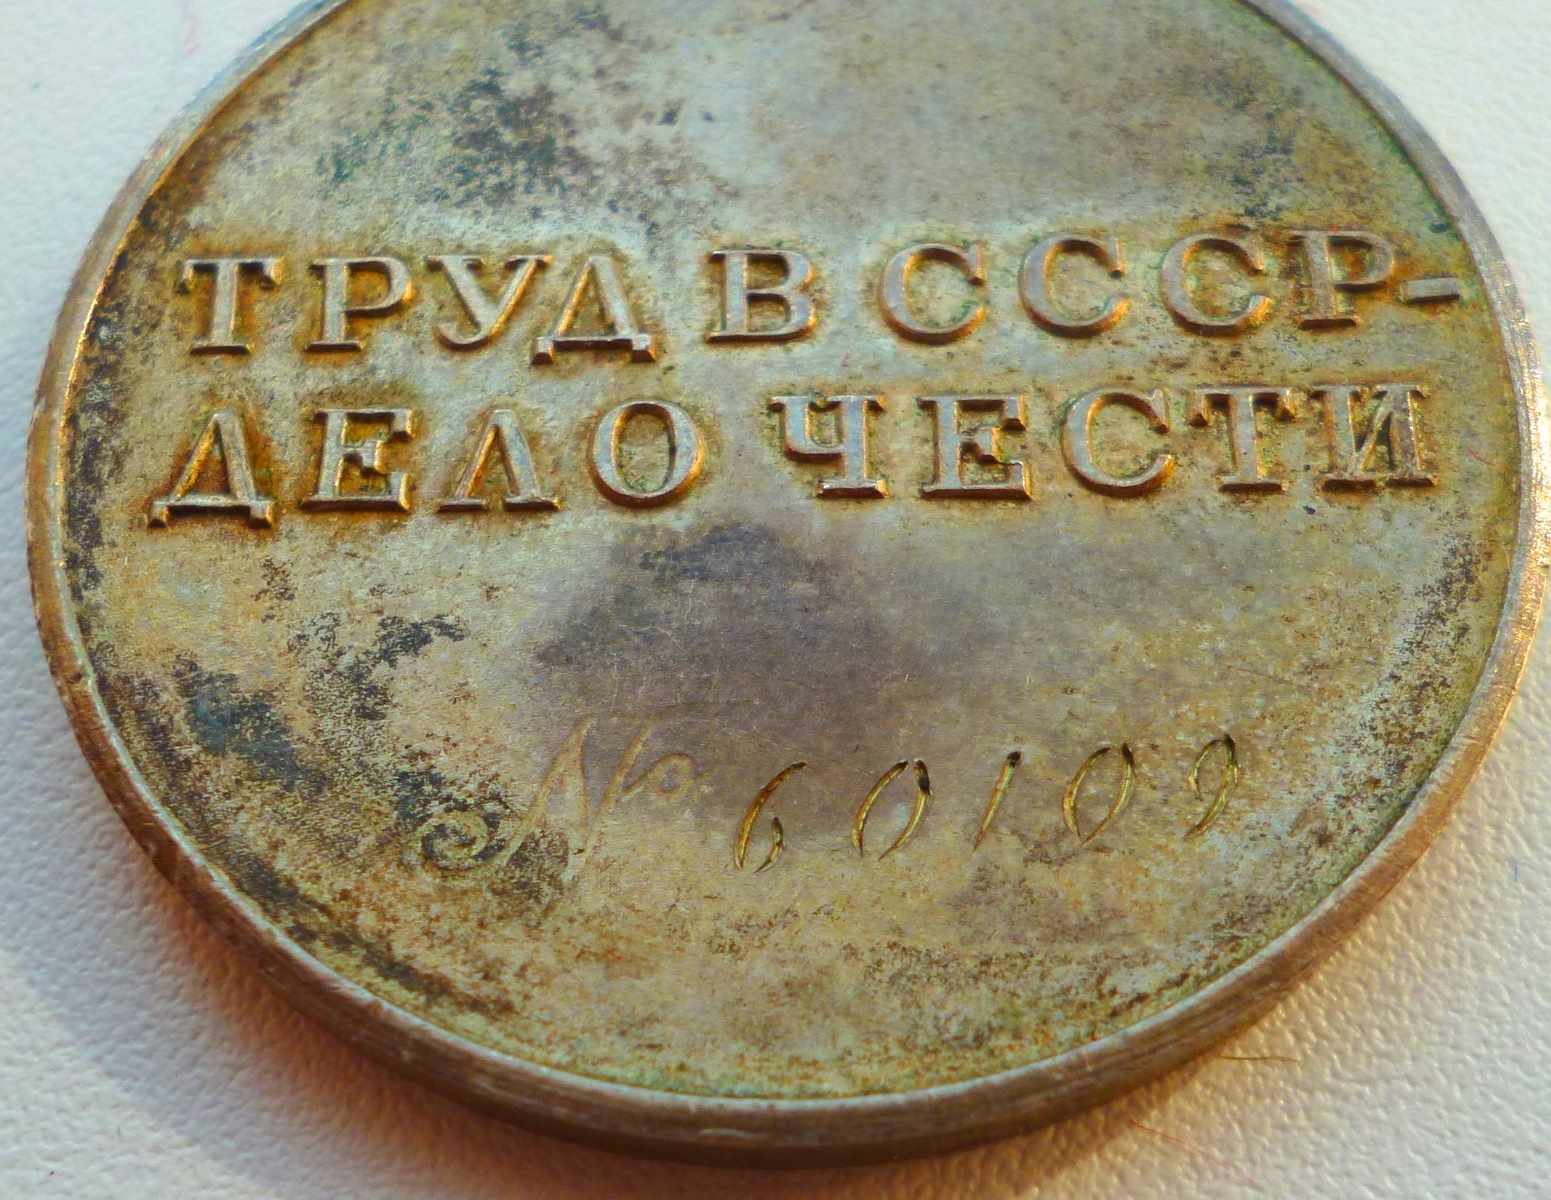 ТРУД В СССР-
ДЕЛО ЧЕСТИ
№ 60109